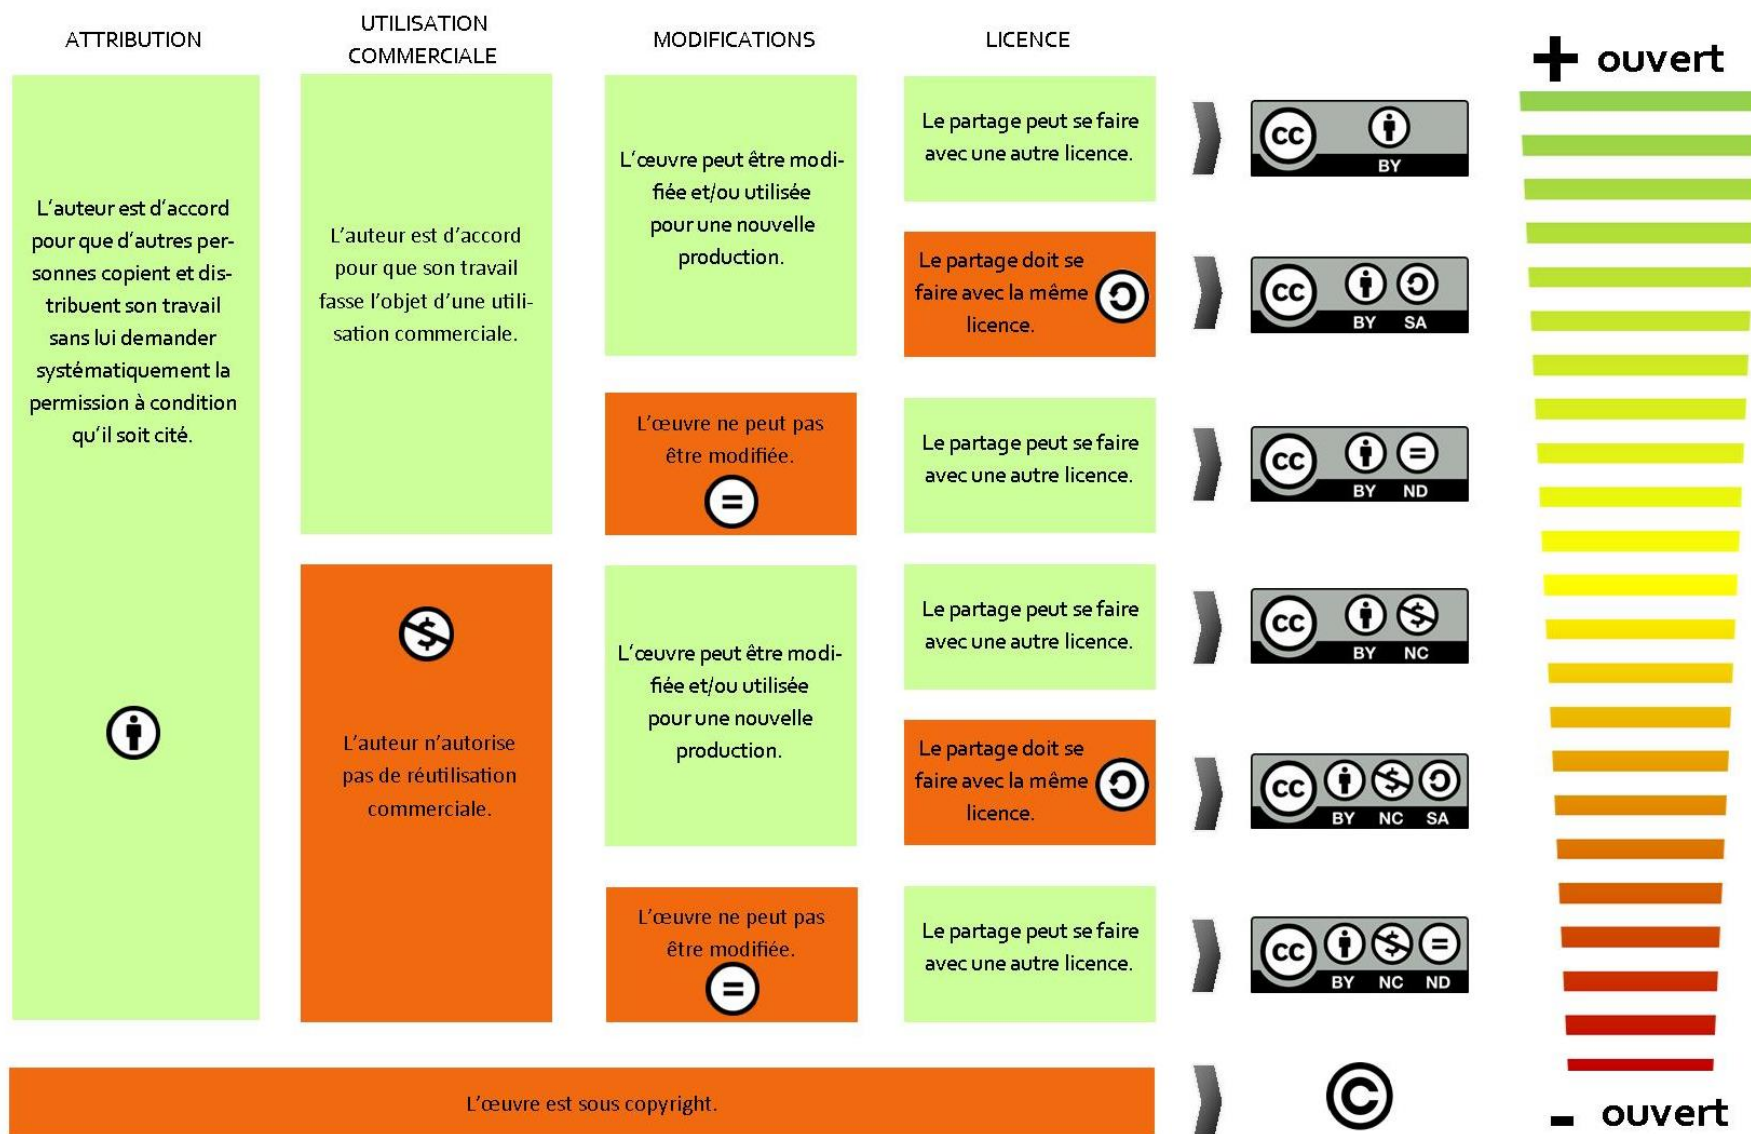 ATTRIBUTION
UTILISATION
COMMERCIALE
MODIFICATIONS
LICENCE
+ ouvert
L'auteur est d'accord
pour que d'autres per-
sonnes copient et dis-
tribuent son travail
sans lui demander
systématiquement la
permission à condition
qu'il soit cité.
L'auteur est d'accord
pour que son travail
fasse l'objet d'une utili-
sation commerciale.
L'œuvre peut être modi-
fiée et/ou utilisée
pour une nouvelle
production.
Le partage peut se faire
avec une autre licence.
cc
BY
Le partage doit se
faire avec la même
licence.
cc
BY SA
L'œuvre ne peut pas
être modifiée.
=
Le partage peut se faire
avec une autre licence.
cc
=
BY ND
$
L'auteur n'autorise
pas de réutilisation
commerciale.
L'œuvre peut être modi-
fiée et/ou utilisée
pour une nouvelle
production.
Le partage peut se faire
avec une autre licence.
cc
$
BY NC
Le partage doit se
faire avec la même
licence.
cc
$
BY NC SA
L'œuvre ne peut pas
être modifiée.
=
Le partage peut se faire
avec une autre licence.
cc
$ =
BY NC ND
L'œuvre est sous copyright.
©
- ouvert